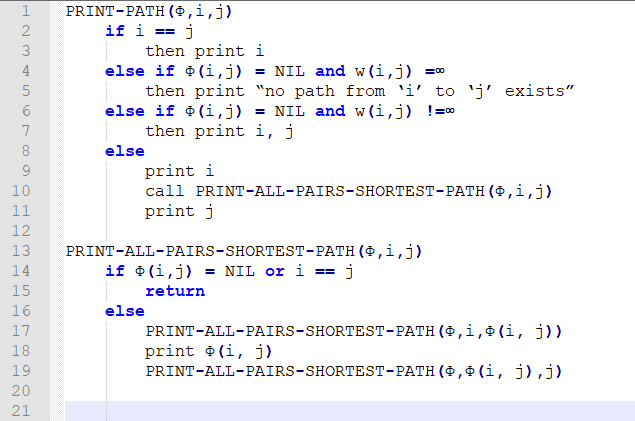 1 PRINT-PATH(Φ,i,j)
2 if i == j
3 then print i
4 else if Φ(i,j) = NIL and w(i,j) =∞
5 then print “no path from ‘i’ to ‘j’ exists”
6 else if Φ(i,j) = NIL and w(i,j) !=∞
7 then print i, j
8 else
9 print i
10 call PRINT-ALL-PAIRS-SHORTEST-PATH(Φ,i,j)
11 print j
12
13 PRINT-ALL-PAIRS-SHORTEST-PATH(Φ,i,j)
14 if Φ(i,j) = NIL or i == j
15 return
16 else
17 PRINT-ALL-PAIRS-SHORTEST-PATH(Φ,i,Φ(i, j))
18 print Φ(i, j)
19 PRINT-ALL-PAIRS-SHORTEST-PATH(Φ,Φ(i, j),j)
20
21